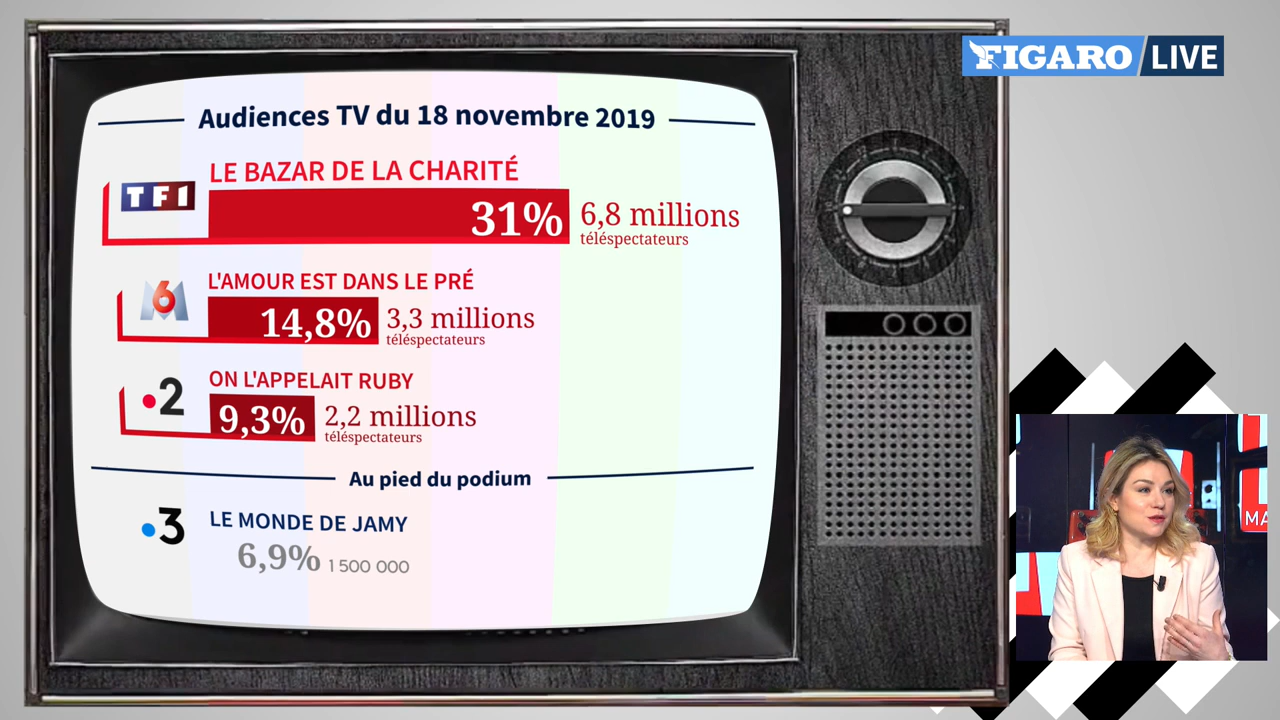 FIGARO LIVE
Audiences TV du 18 novembre 2019
TF1
LE BAZAR DE LA CHARITÉ
31%
6,8 millions
téléspectateurs
M6
L'AMOUR EST DANS LE PRÉ
14,8%
3,3 millions
téléspectateurs
2
ON L'APPELAIT RUBY
9,3%
2,2 millions
téléspectateurs
Au pied du podium
3
LE MONDE DE JAMY
6,9%
1 500 000
MA